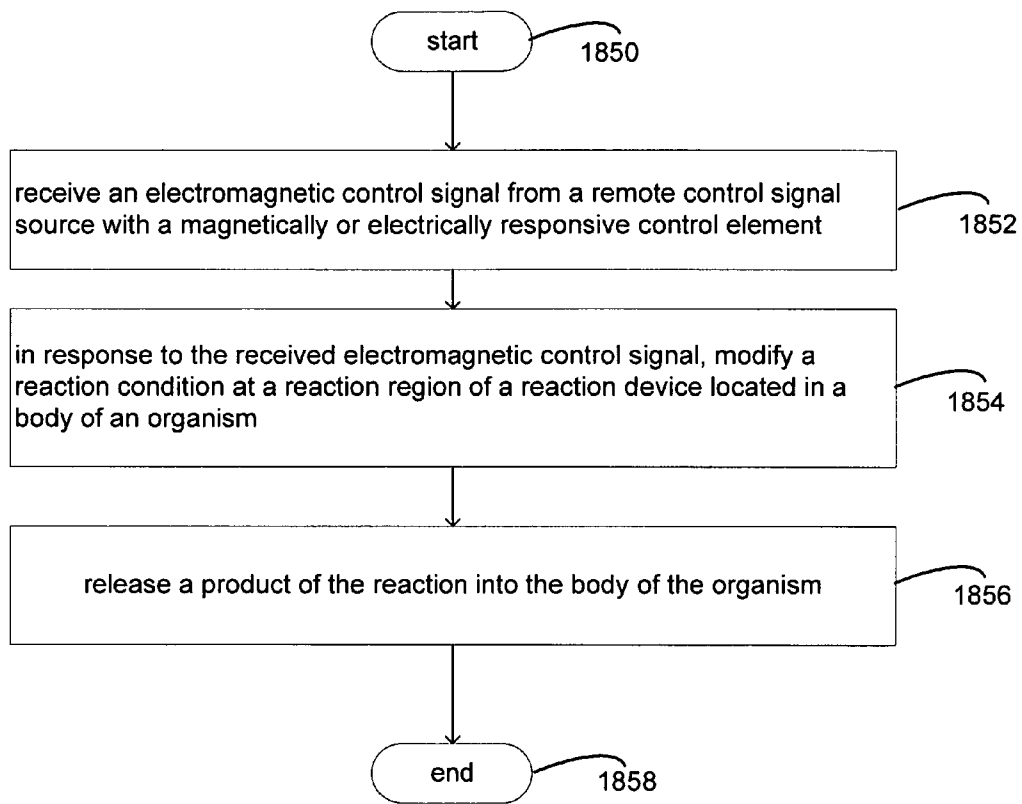 start
1850
receive an electromagnetic control signal from a remote control signal
source with a magnetically or electrically responsive control element
1852
in response to the received electromagnetic control signal, modify a
reaction condition at a reaction region of a reaction device located in a
body of an organism
1854
release a product of the reaction into the body of the organism
1856
end
1858